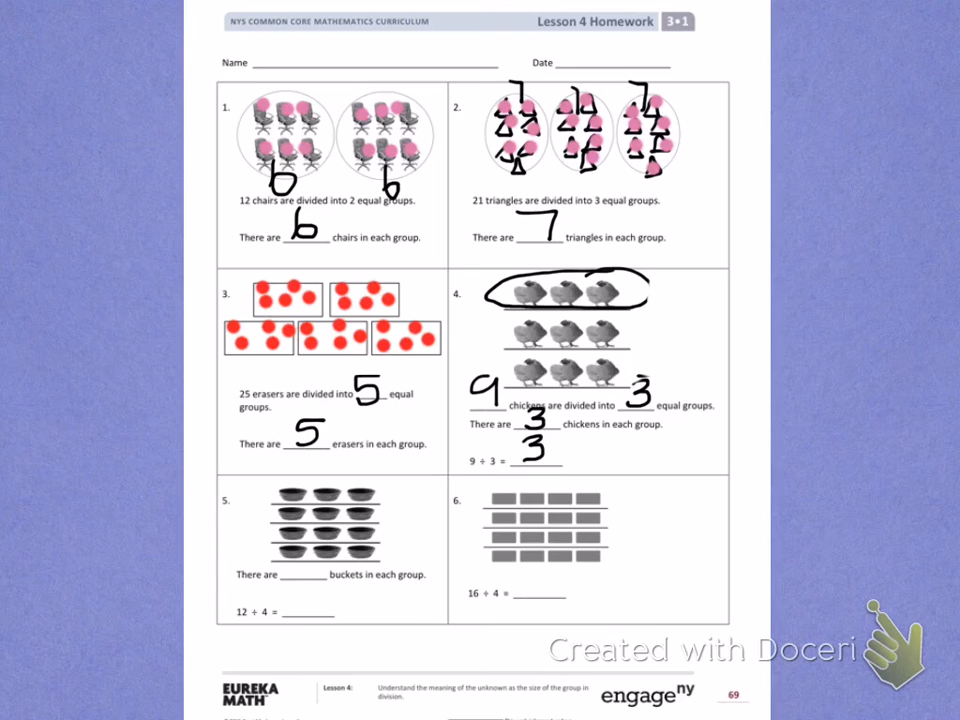 NYS COMMON CORE MATHEMATICS CURRICULUM Lesson 4 Homework 3•1
Name ___ Date ___
1.
6 6
12 chairs are divided into 2 equal groups.
There are 6 chairs in each group.
2.
7 7 7
21 triangles are divided into 3 equal groups.
There are 7 triangles in each group.
3.
25 erasers are divided into 5 equal
groups.
There are 5 erasers in each group.
4.
9 chickens are divided into 3 equal groups.
There are 3 chickens in each group.
9 ÷ 3 = 3
5.
There are ___ buckets in each group.
12 ÷ 4 = ___
6.
16 ÷ 4 = ___
Created with Doceri
EUREKA
MATH
Lesson 4:
Understand the meaning of the unknown as the size of the group in
division.
engage ny
69